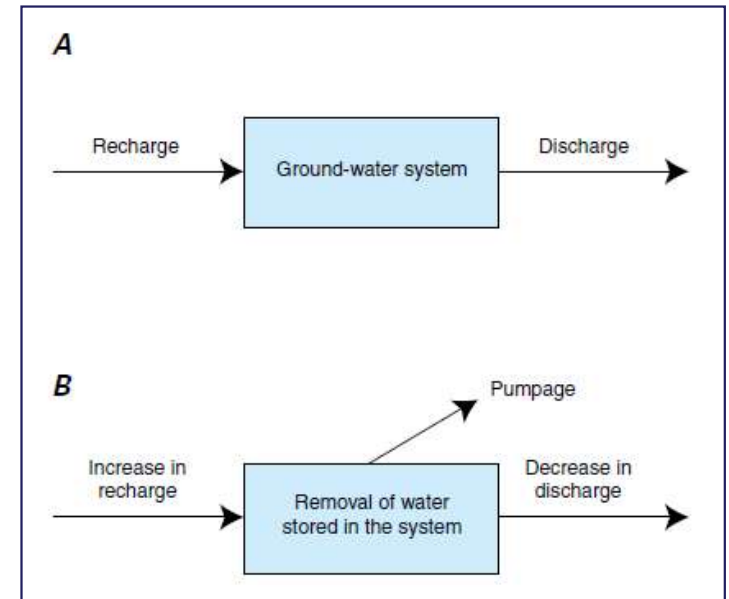 A
Recharge
Ground-water system
Discharge
B
Pumpage
Increase in
recharge
Removal of water
stored in the system
Decrease in
discharge